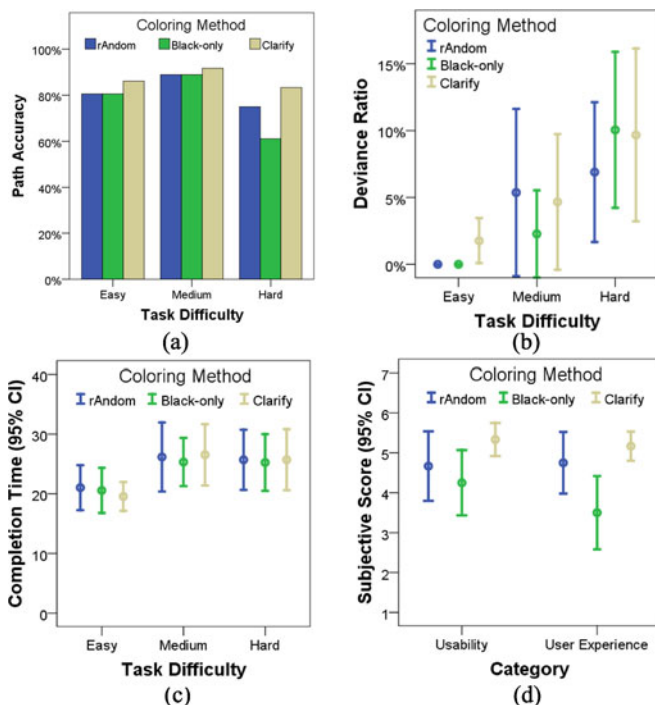 Coloring Method
rAndom Black-only Clarify
100%
80%
60%
40%
20%
0%
Path Accuracy
Easy Medium Hard
Task Difficulty
(a)
Coloring Method
rAndom
Black-only
Clarify
15%
10%
5%
0%
Deviance Ratio
Easy Medium Hard
Task Difficulty
(b)
Coloring Method
rAndom Black-only Clarify
40
30
20
10
0
Completion Time (95% CI)
Easy Medium Hard
Task Difficulty
(c)
Coloring Method
rAndom Black-only Clarify
7
6
5
4
3
2
1
Subjective Score (95% CI)
Usability User Experience
Category
(d)